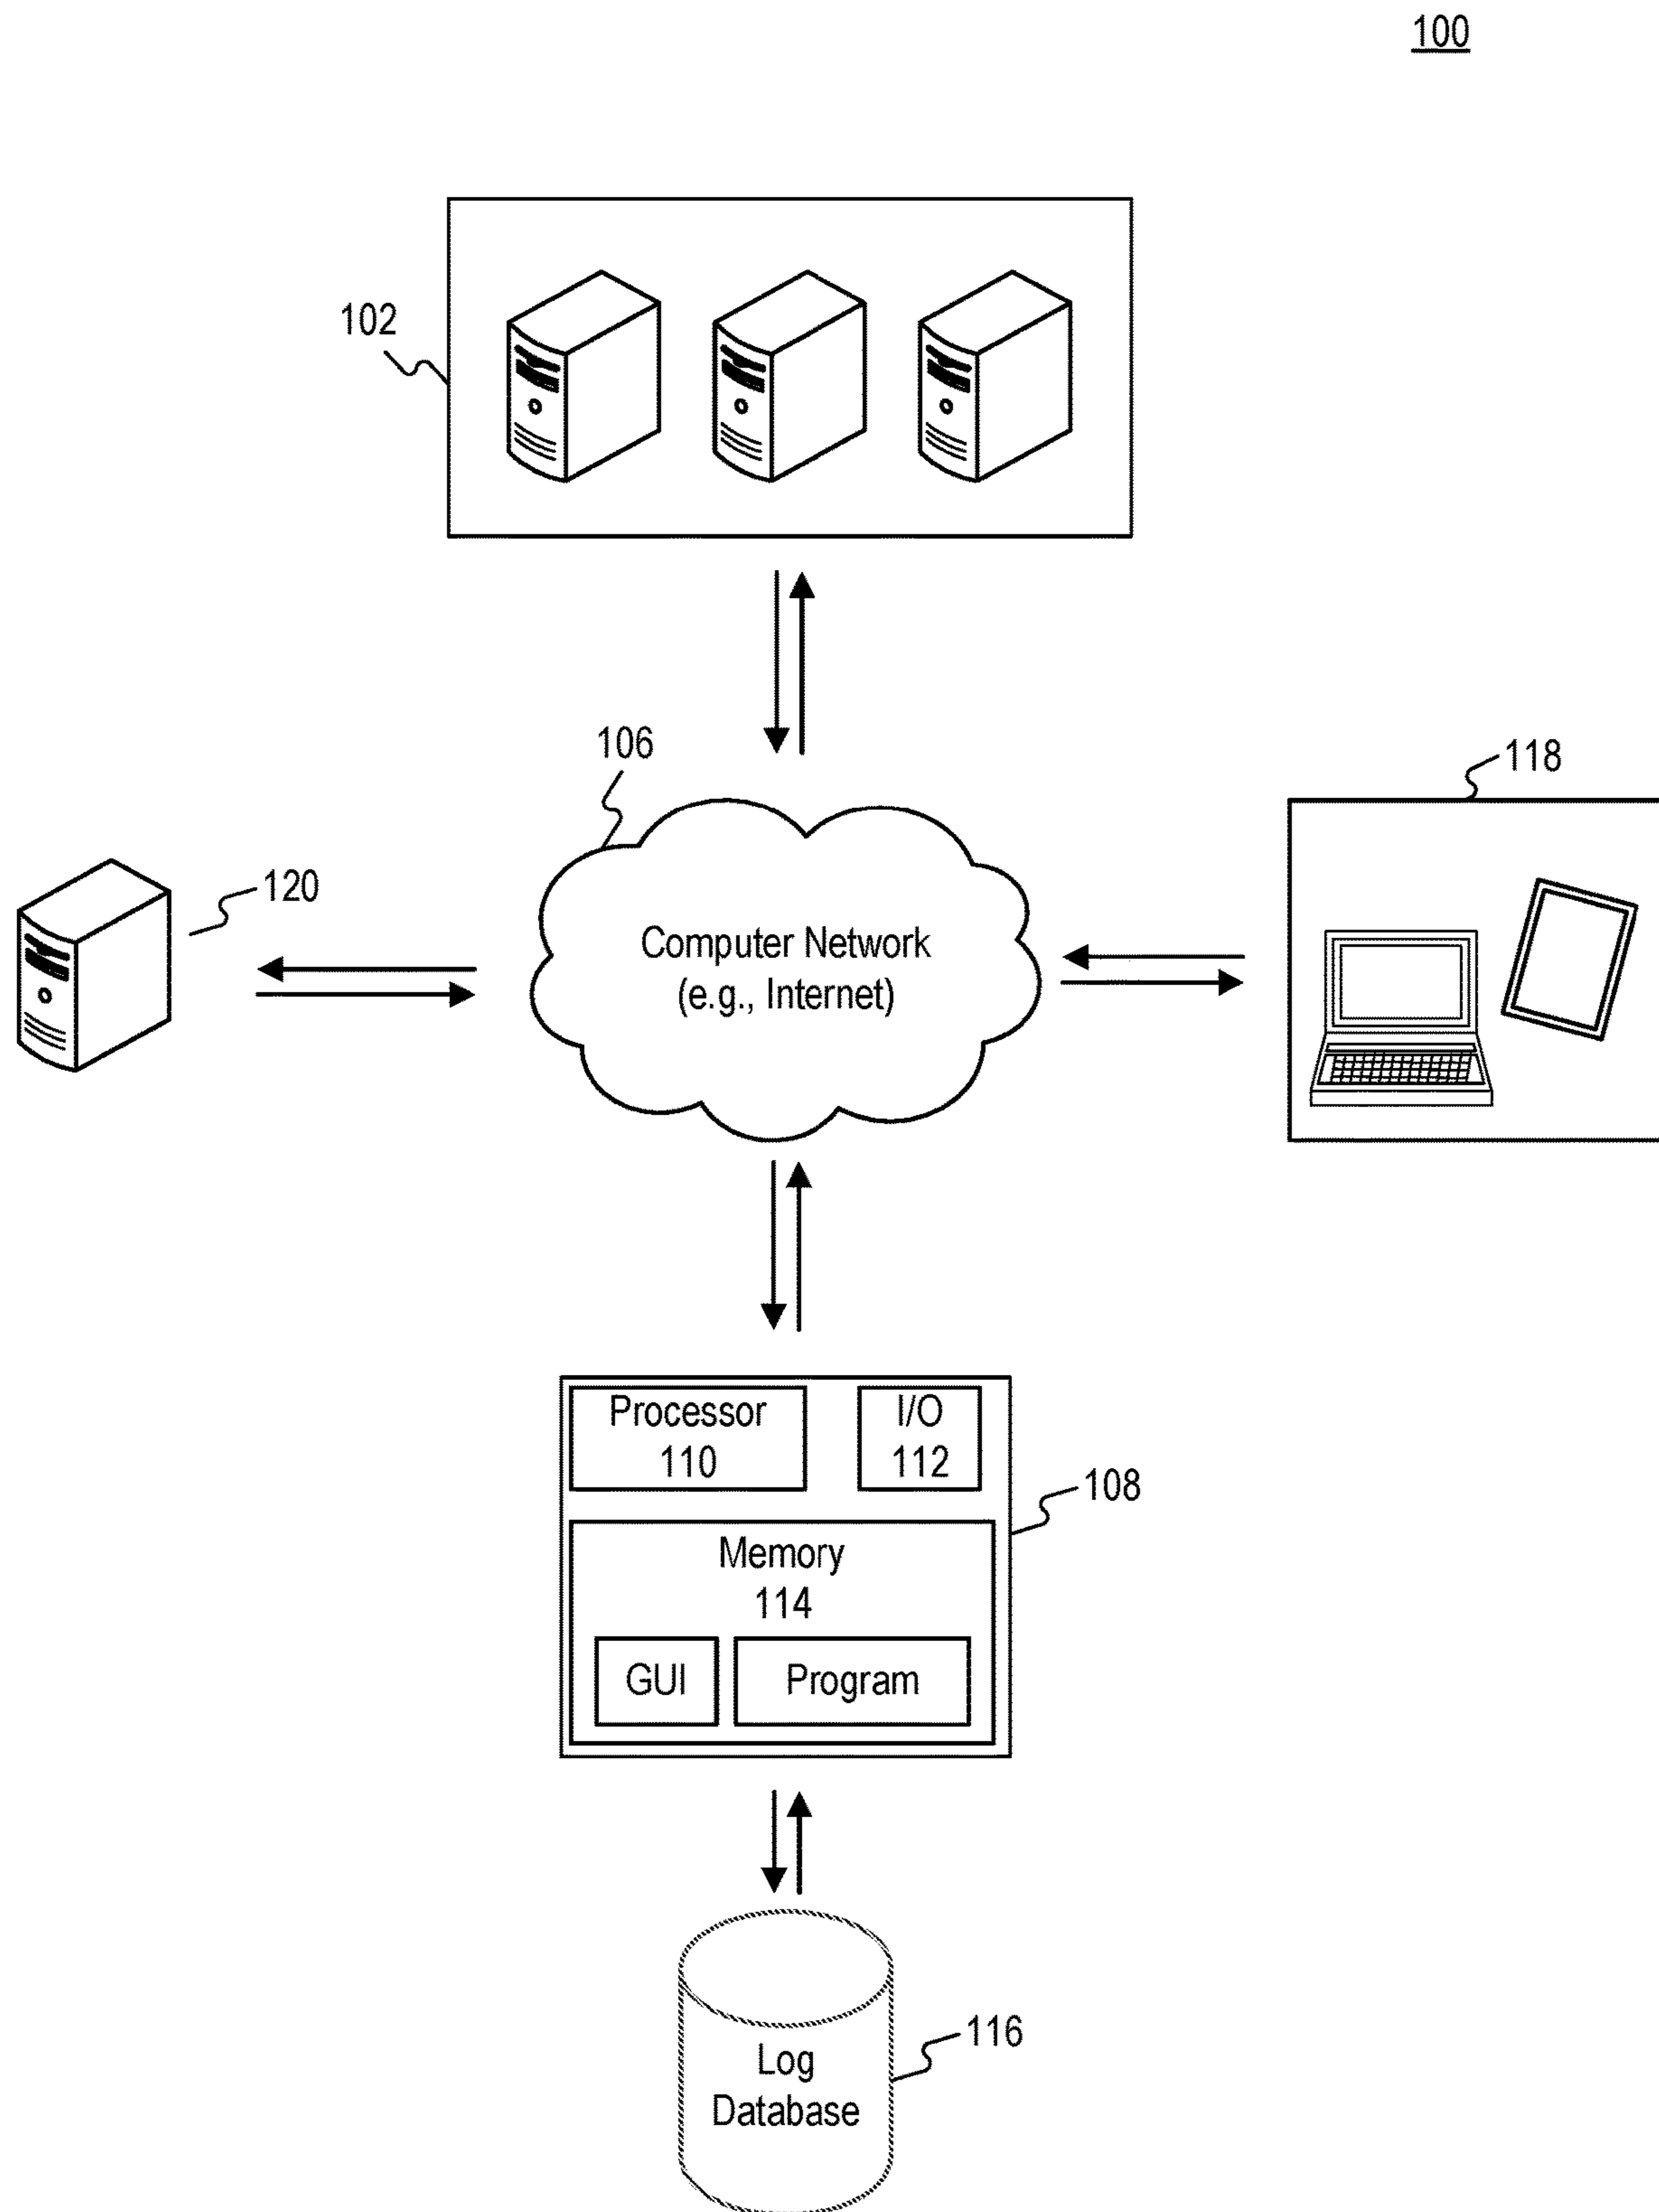 100
102
106
118
120
Computer Network
(e.g., Internet)
Processor
110
I/O
112
108
Memory
114
GUI
Program
116
Log
Database